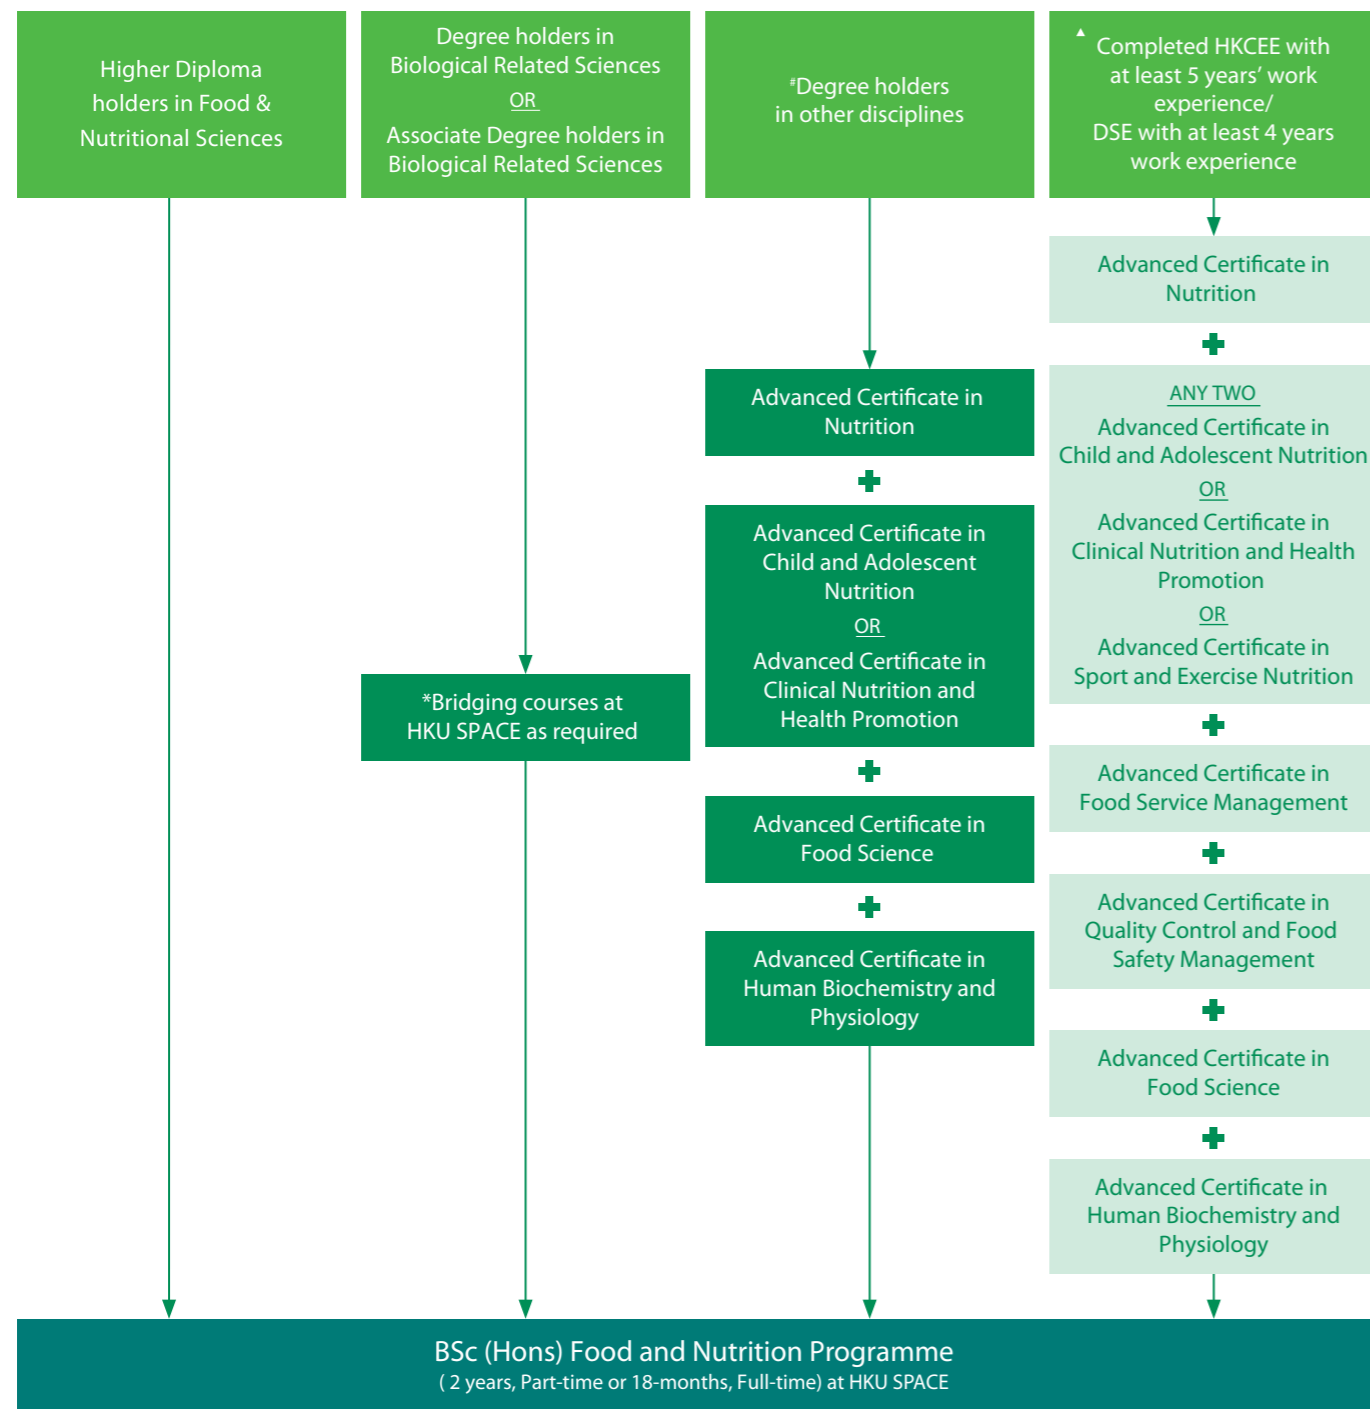 Higher Diploma
holders in Food &
Nutritional Sciences
Degree holders in
Biological Related Sciences
OR
Associate Degree holders in
Biological Related Sciences
#Degree holders
in other disciplines
▲ Completed HKCEE with
at least 5 years’ work
experience/
DSE with at least 4 years
work experience
*Bridging courses at
HKU SPACE as required
Advanced Certificate in
Nutrition
+
Advanced Certificate in
Child and Adolescent
Nutrition
OR
Advanced Certificate in
Clinical Nutrition and
Health Promotion
+
Advanced Certificate in
Food Science
+
Advanced Certificate in
Human Biochemistry and
Physiology
Advanced Certificate in
Nutrition
+
ANY TWO
Advanced Certificate in
Child and Adolescent Nutrition
OR
Advanced Certificate in
Clinical Nutrition and Health
Promotion
OR
Advanced Certificate in
Sport and Exercise Nutrition
+
Advanced Certificate in
Food Service Management
+
Advanced Certificate in
Quality Control and Food
Safety Management
+
Advanced Certificate in
Food Science
+
Advanced Certificate in
Human Biochemistry and
Physiology
BSc (Hons) Food and Nutrition Programme
( 2 years, Part-time or 18-months, Full-time) at HKU SPACE